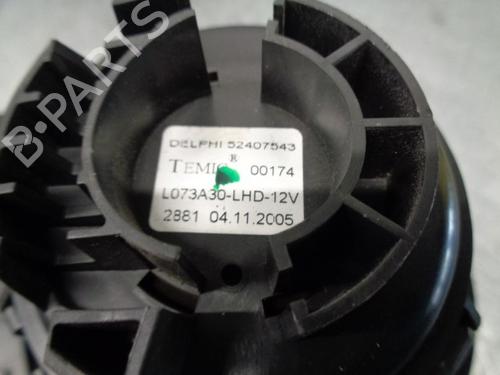 DELPHI 52407543
TEMIC® 00174
L073A30-LHD-12V
2881 04.11.2005
B-PARTS